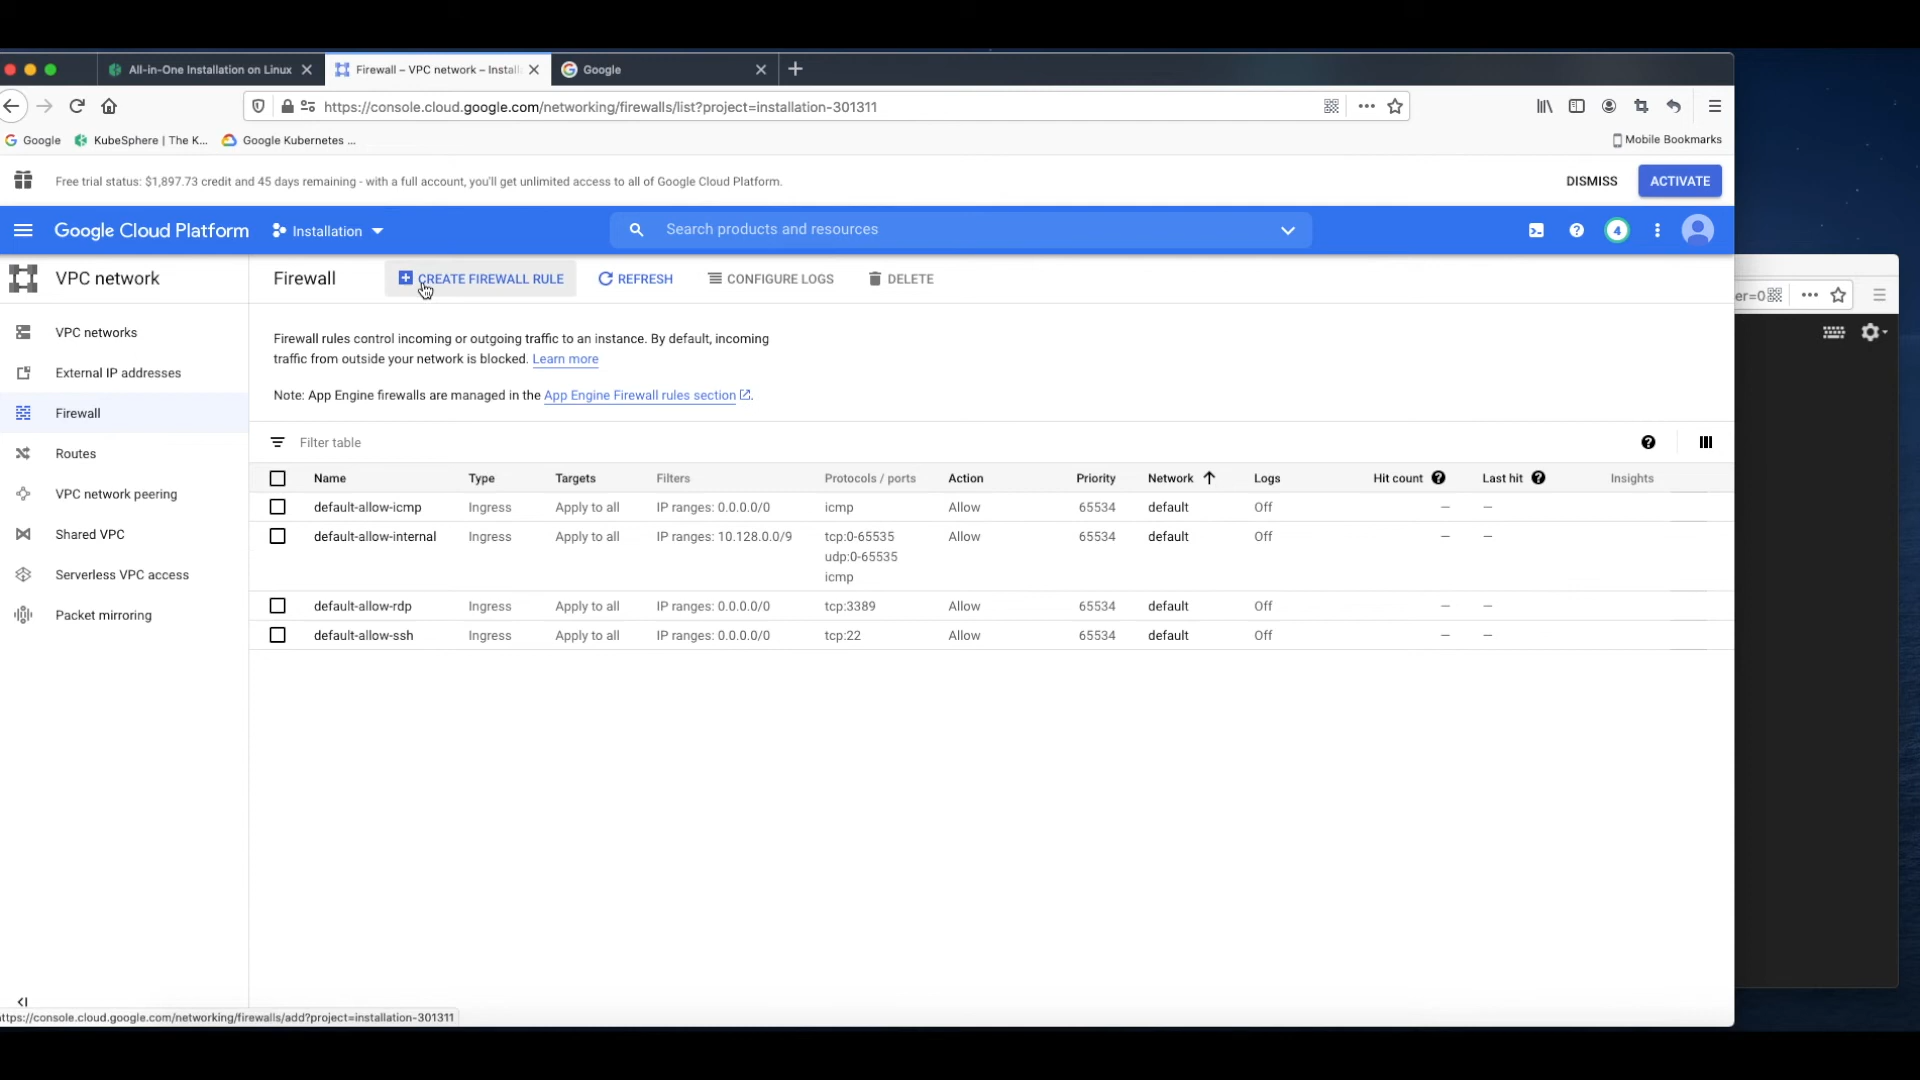 All-in-One Installation on Linux
Firewall – VPC network – Install
Google
https://console.cloud.google.com/networking/firewalls/list?project=installation-301311
Google
KubeSphere | The K...
Google Kubernetes ...
Mobile Bookmarks
Free trial status: $1,897.73 credit and 45 days remaining - with a full account, you'll get unlimited access to all of Google Cloud Platform.
DISMISS
ACTIVATE
Google Cloud Platform
Installation
Search products and resources
4
VPC network
Firewall
CREATE FIREWALL RULE
REFRESH
CONFIGURE LOGS
DELETE
er=0
VPC networks
External IP addresses
Firewall
Routes
VPC network peering
Shared VPC
Serverless VPC access
Packet mirroring
Firewall rules control incoming or outgoing traffic to an instance. By default, incoming
traffic from outside your network is blocked. Learn more
Note: App Engine firewalls are managed in the App Engine Firewall rules section.
Filter table
Name Type Targets Filters Protocols / ports Action Priority Network Logs Hit count Last hit Insights
default-allow-icmp Ingress Apply to all IP ranges: 0.0.0.0/0 icmp Allow 65534 default Off — —
default-allow-internal Ingress Apply to all IP ranges: 10.128.0.0/9 tcp:0-65535 Allow 65534 default Off — —
udp:0-65535
icmp
default-allow-rdp Ingress Apply to all IP ranges: 0.0.0.0/0 tcp:3389 Allow 65534 default Off — —
default-allow-ssh Ingress Apply to all IP ranges: 0.0.0.0/0 tcp:22 Allow 65534 default Off — —
ttps://console.cloud.google.com/networking/firewalls/add?project=installation-301311